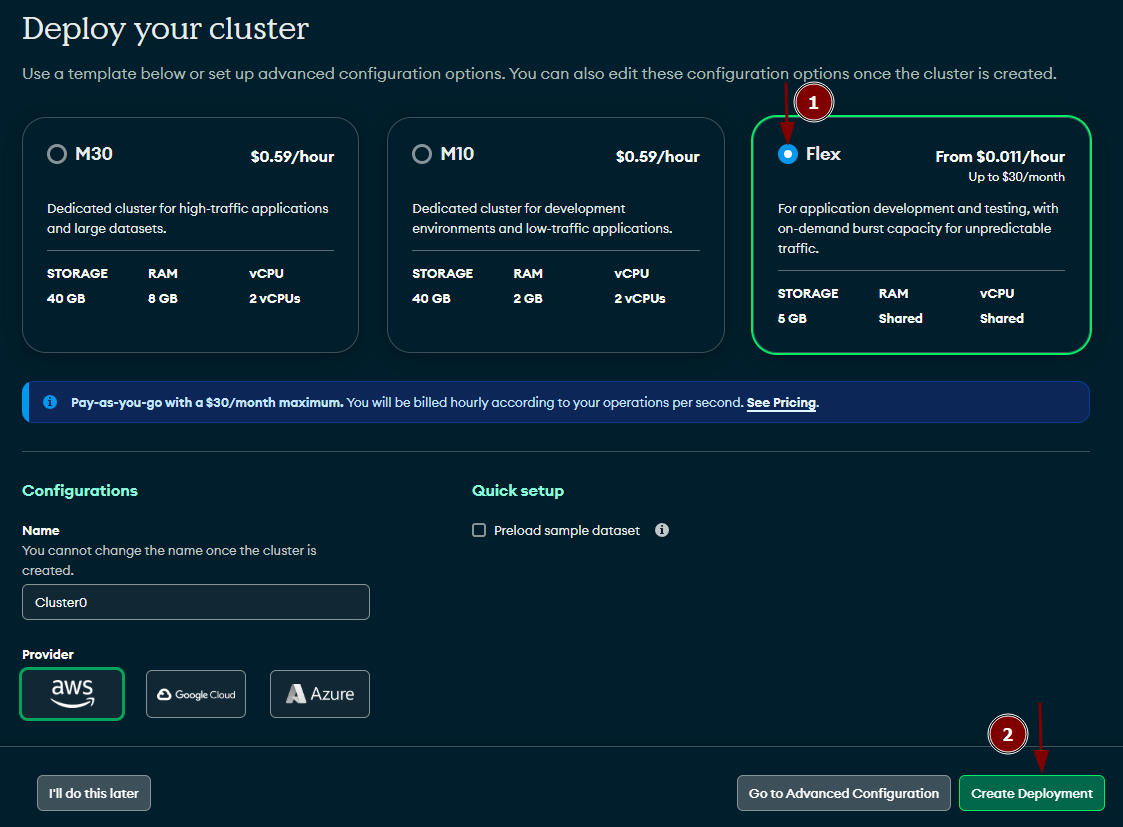 Deploy your cluster
Use a template below or set up advanced configuration options. You can also edit these configuration options once the cluster is created.
1
M30
$0.59/hour
Dedicated cluster for high-traffic applications
and large datasets.
STORAGE RAM vCPU
40 GB 8 GB 2 vCPUs
M10
$0.59/hour
Dedicated cluster for development
environments and low-traffic applications.
STORAGE RAM vCPU
40 GB 2 GB 2 vCPUs
Flex
From $0.011/hour
Up to $30/month
For application development and testing, with
on-demand burst capacity for unpredictable
traffic.
STORAGE RAM vCPU
5 GB Shared Shared
Pay-as-you-go with a $30/month maximum. You will be billed hourly according to your operations per second. See Pricing.
Configurations
Name
You cannot change the name once the cluster is
created.
Cluster0
Provider
aws
Google Cloud
Azure
Quick setup
Preload sample dataset
2
I'll do this later
Go to Advanced Configuration
Create Deployment